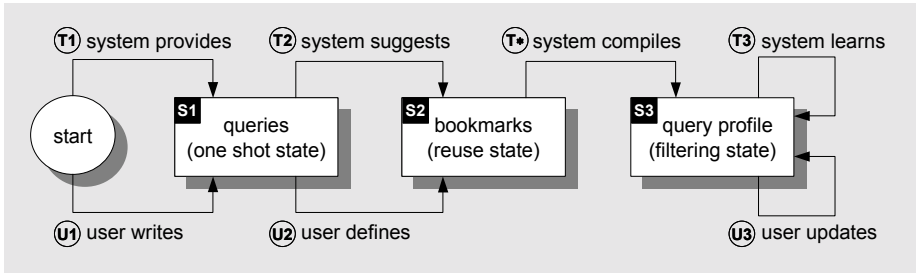 T1 system provides
T2 system suggests
T* system compiles
T3 system learns
start
S1
queries
(one shot state)
S2
bookmarks
(reuse state)
S3
query profile
(filtering state)
U1 user writes
U2 user defines
U3 user updates